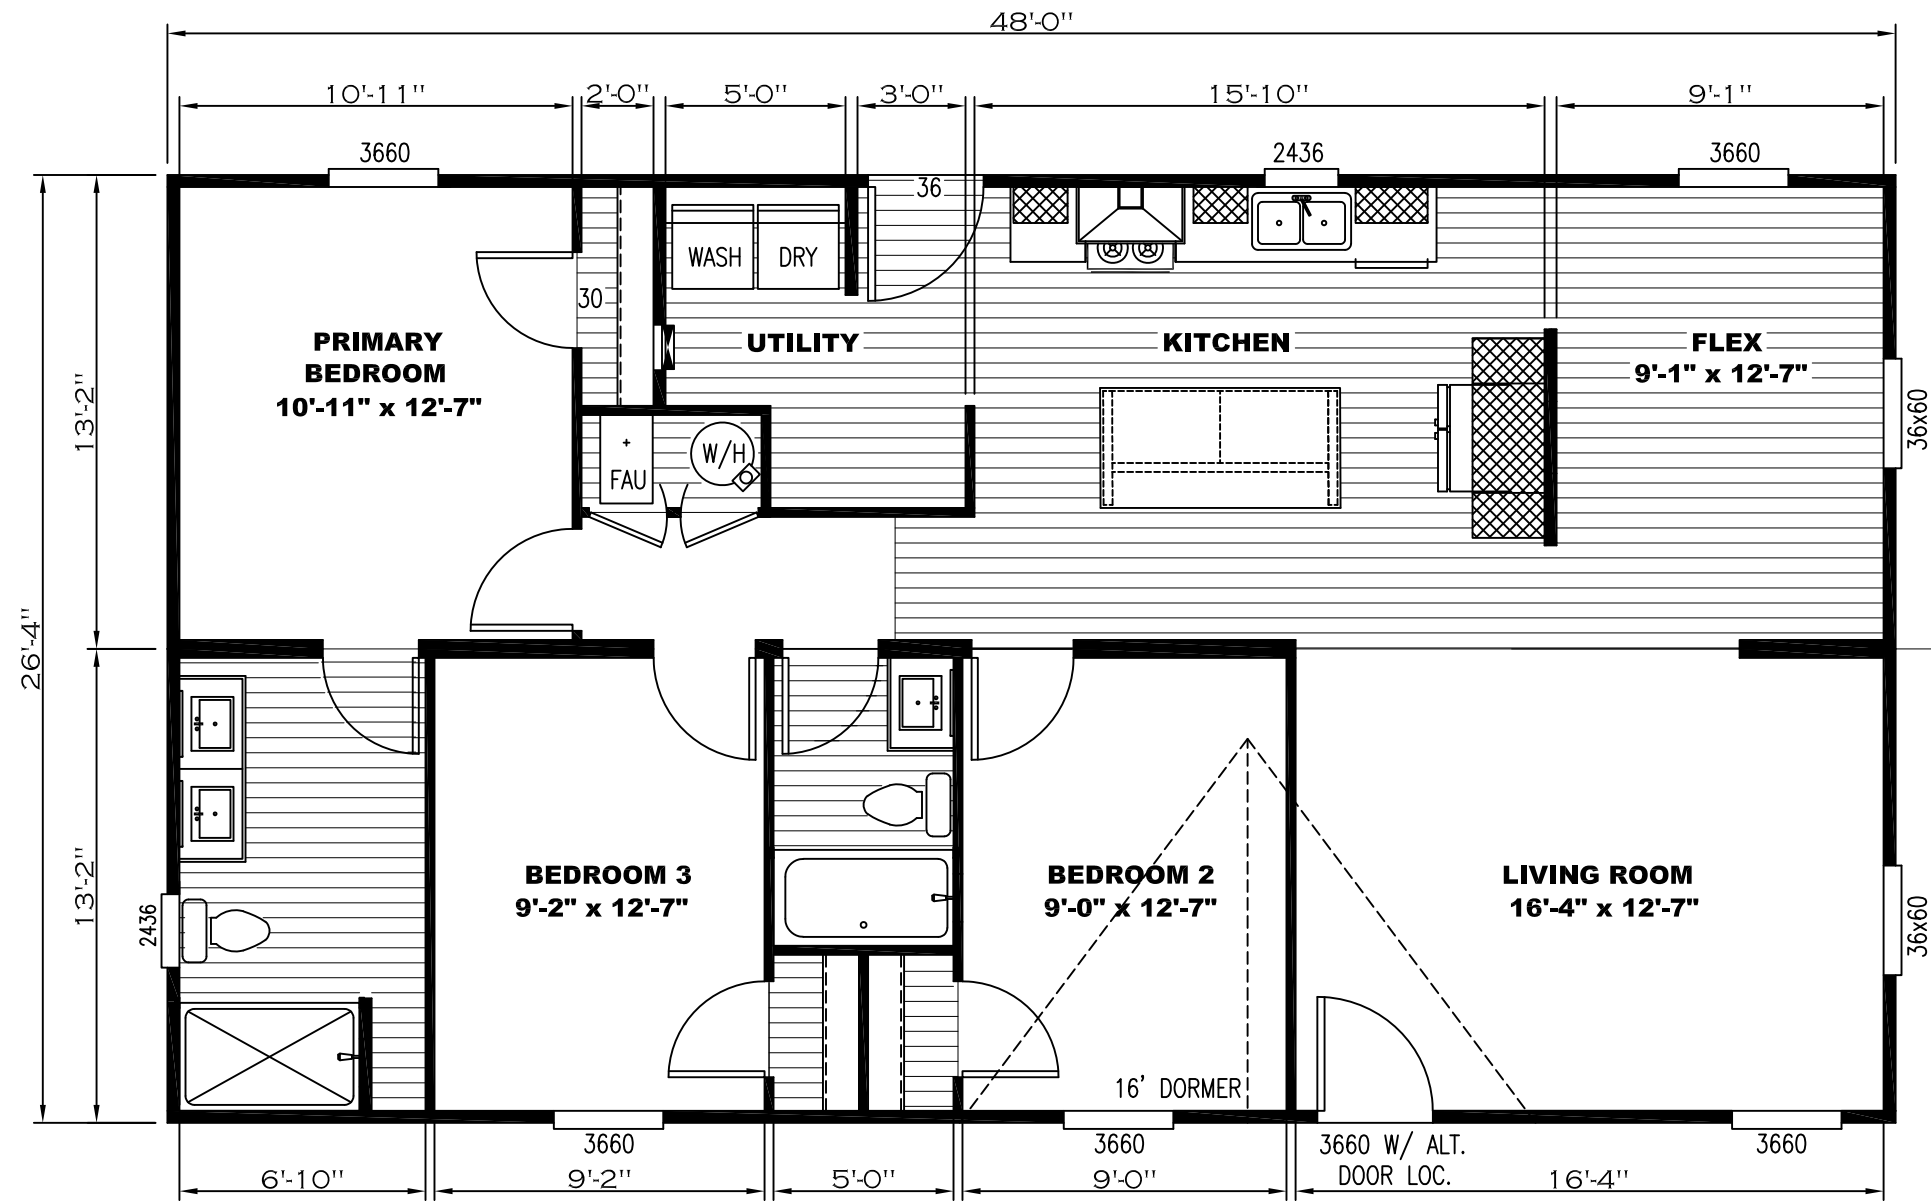 48'-0"
10'-11"
2'-0"
5'-0"
3'-0"
15'-10"
9'-1"
3660
2436
3660
36
WASH
DRY
30
PRIMARY
BEDROOM
10'-11" x 12'-7"
UTILITY
KITCHEN
FLEX
9'-1" x 12'-7"
13'-2"
36x60
FAU
W/H
26'-4"
13'-2"
BEDROOM 3
9'-2" x 12'-7"
BEDROOM 2
9'-0" x 12'-7"
LIVING ROOM
16'-4" x 12'-7"
2436
36x60
16' DORMER
3660
3660
3660 W/ ALT.
DOOR LOC.
3660
6'-10"
9'-2"
5'-0"
9'-0"
16'-4"